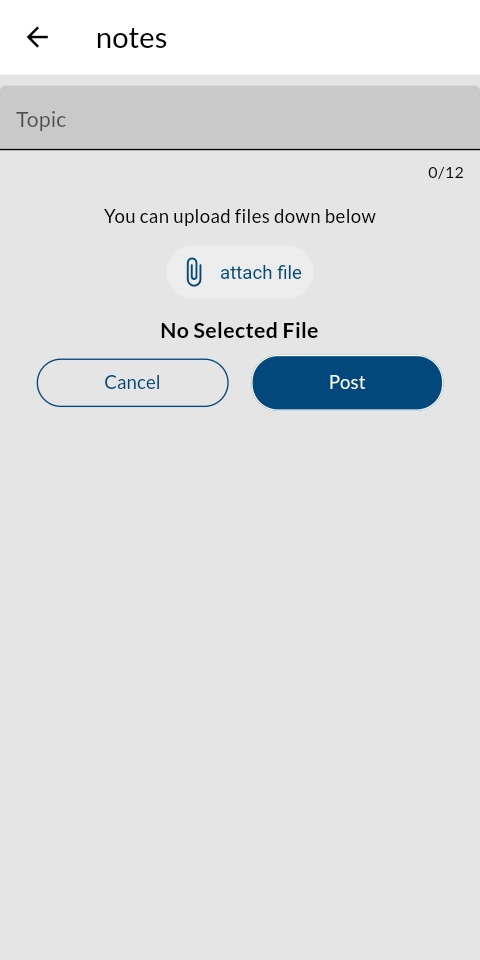 notes
Topic
0/12
You can upload files down below
attach file
No Selected File
Cancel
Post